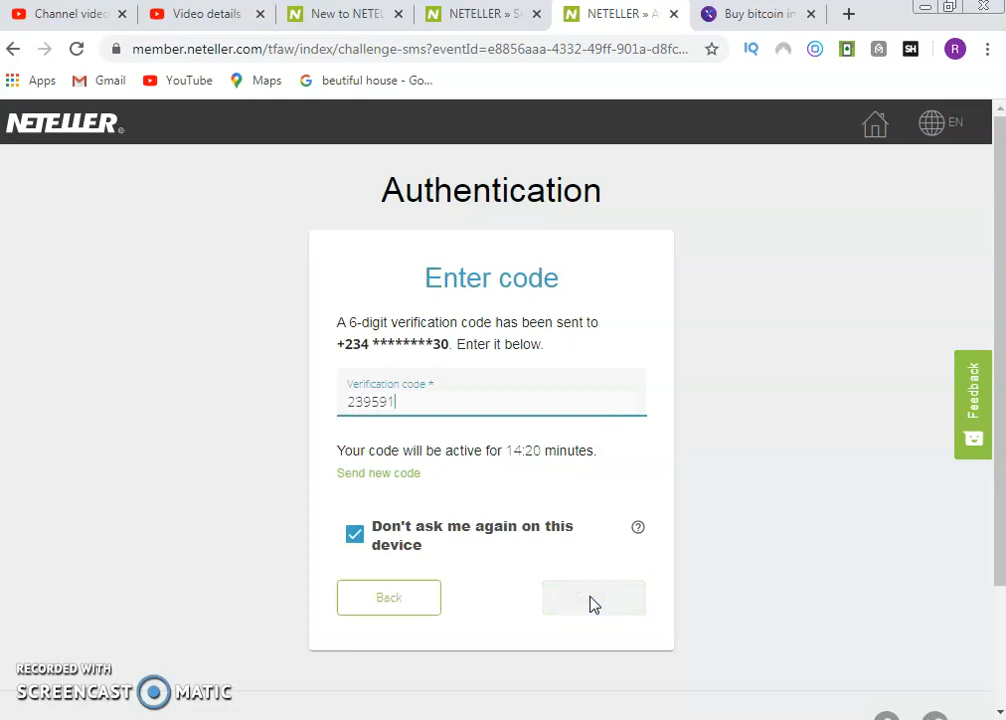 Channel video
Video details
New to NETEL
NETELLER » S
NETELLER » A
Buy bitcoin in
member.neteller.com/tfaw/index/challenge-sms?eventId=e8856aaa-4332-49ff-901a-d8fc...
IQ
SH
R
Apps
Gmail
YouTube
Maps
beutiful house - Go...
NETELLER
EN
Authentication
Enter code
A 6-digit verification code has been sent to
+234 ********30. Enter it below.
Verification code *
239591
Your code will be active for 14:20 minutes.
Send new code
Don't ask me again on this
device
Back
Feedback
RECORDED WITH
SCREENCAST MATIC